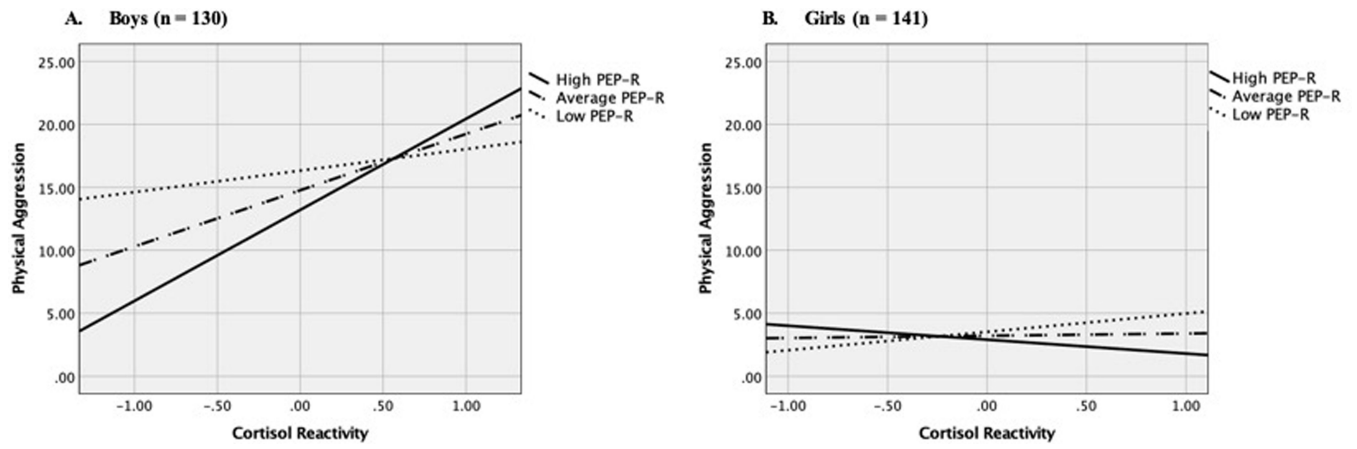 A. Boys (n = 130)
25.00
20.00
15.00
10.00
5.00
.00
Physical Aggression
-1.00 -.50 .00 .50 1.00
Cortisol Reactivity
High PEP-R
Average PEP-R
Low PEP-R
B. Girls (n = 141)
25.00
20.00
15.00
10.00
5.00
.00
Physical Aggression
-1.00 -.50 .00 .50 1.00
Cortisol Reactivity
High PEP-R
Average PEP-R
Low PEP-R